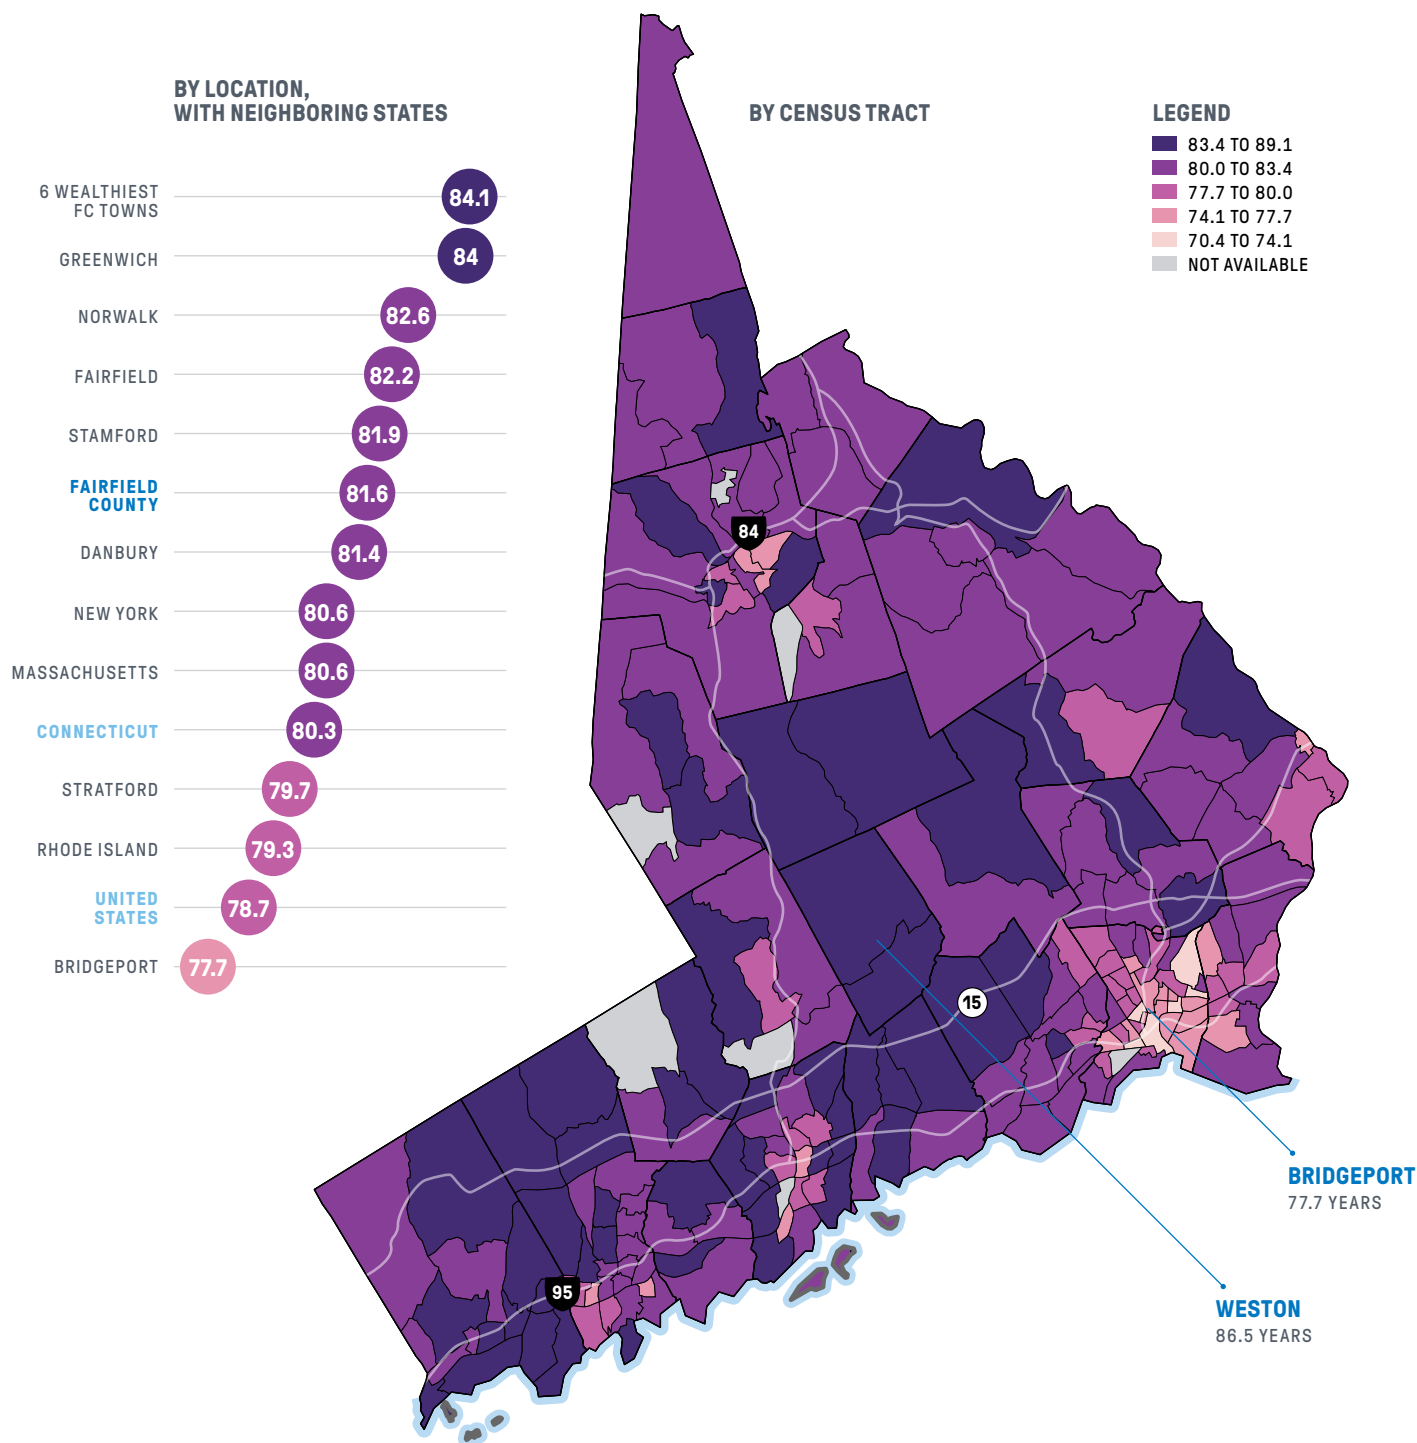 BY LOCATION,
WITH NEIGHBORING STATES
6 WEALTHIEST
FC TOWNS
84.1
GREENWICH
84
NORWALK
82.6
FAIRFIELD
82.2
STAMFORD
81.9
FAIRFIELD
COUNTY
81.6
DANBURY
81.4
NEW YORK
80.6
MASSACHUSETTS
80.6
CONNECTICUT
80.3
STRATFORD
79.7
RHODE ISLAND
79.3
UNITED
STATES
78.7
BRIDGEPORT
77.7
BY CENSUS TRACT
LEGEND
83.4 TO 89.1
80.0 TO 83.4
77.7 TO 80.0
74.1 TO 77.7
70.4 TO 74.1
NOT AVAILABLE
84
15
95
BRIDGEPORT
77.7 YEARS
WESTON
86.5 YEARS